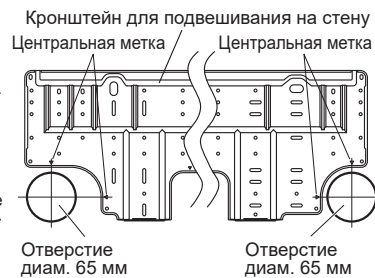 Кронштейн для подвешивания на стену
Центральная метка
Центральная метка
Отверстие
диам. 65 мм
Отверстие
диам. 65 мм